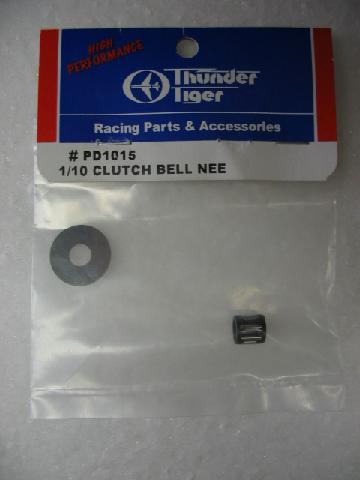 HIGH
PERFORMANCE
Thunder
Tiger
Racing Parts & Accessories
# PD1015
1/10 CLUTCH BELL NEE